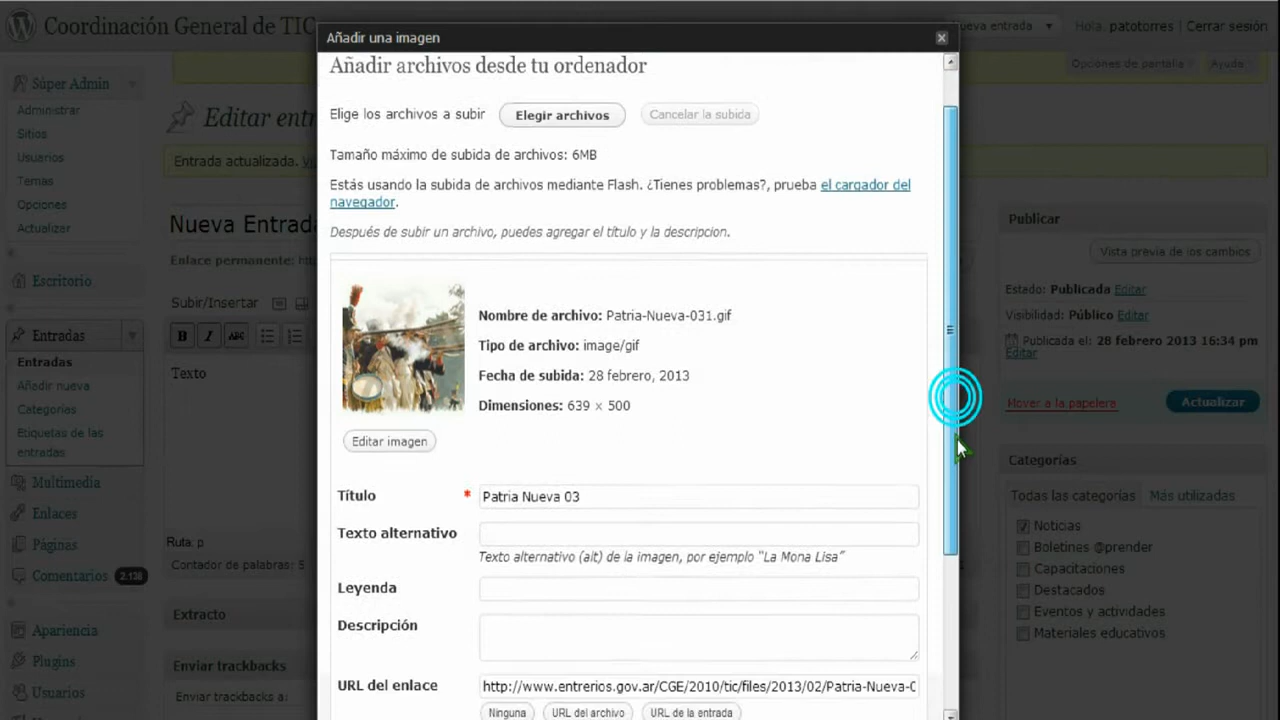 Coordinación General de TIC
ueva entrada
Hola, patotorres | Cerrar sesión
Añadir una imagen
Opciones de pantalla
Ayuda
Súper Admin
Administrar
Sitios
Usuarios
Temas
Opciones
Actualizar
Escritorio
Entradas
Entradas
Añadir nueva
Categorías
Etiquetas de las
entradas
Multimedia
Enlaces
Páginas
Comentarios 2.138
Apariencia
Plugins
Usuarios
Editar ent
Entrada actualizada.
Nueva Entrada
Enlace permanente:
Subir/Insertar
B I ABC
Texto
Ruta: p
Contador de palabras: 5
Extracto
Enviar trackbacks
Enviar trackbacks a:
Añadir archivos desde tu ordenador
Elige los archivos a subir Elegir archivos Cancelar la subida
Tamaño máximo de subida de archivos: 6MB
Estás usando la subida de archivos mediante Flash. ¿Tienes problemas?, prueba el cargador del
navegador.
Después de subir un archivo, puedes agregar el título y la descripcion.
Nombre de archivo: Patria-Nueva-031.gif
Tipo de archivo: image/gif
Fecha de subida: 28 febrero, 2013
Dimensiones: 639 × 500
Editar imagen
Título * Patria Nueva 03
Texto alternativo
Texto alternativo (alt) de la imagen, por ejemplo "La Mona Lisa"
Leyenda
Descripción
URL del enlace http://www.entrerios.gov.ar/CGE/2010/tic/files/2013/02/Patria-Nueva-0
Ninguna URL del archivo URL de la entrada
Publicar
Vista previa de los cambios
Estado: Publicada Editar
Visibilidad: Público Editar
Publicada el: 28 febrero 2013 16:34 pm
Editar
Mover a la papelera Actualizar
Categorías
Todas las categorías Más utilizadas
Noticias
Boletines @prender
Capacitaciones
Destacados
Eventos y actividades
Materiales educativos